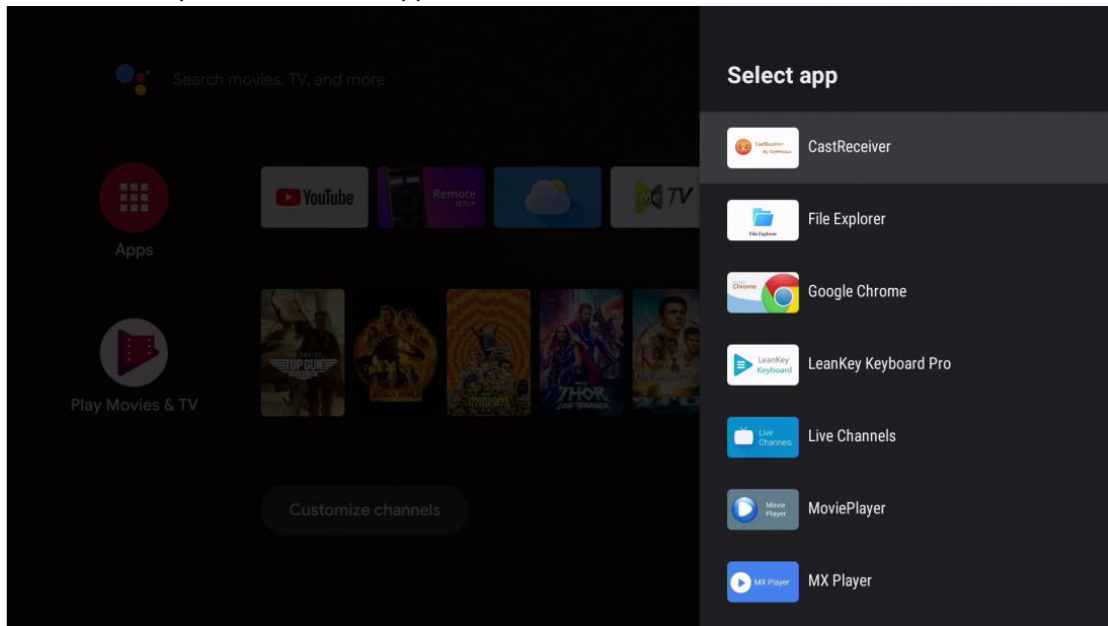 Search movies, TV, and more
Select app
CastReceiver
CastReceiver
YouTube
Remote
SETUP
me TV
File Explorer
File Explorer
Apps
Chrome
Google Chrome
TOP GUN
LeanKey
Keyboard
LeanKey Keyboard Pro
minions
THOR
Play Movies & TV
Live
Channels
Live Channels
Customize channels
Movie
Player
MoviePlayer
MX Player
MX Player